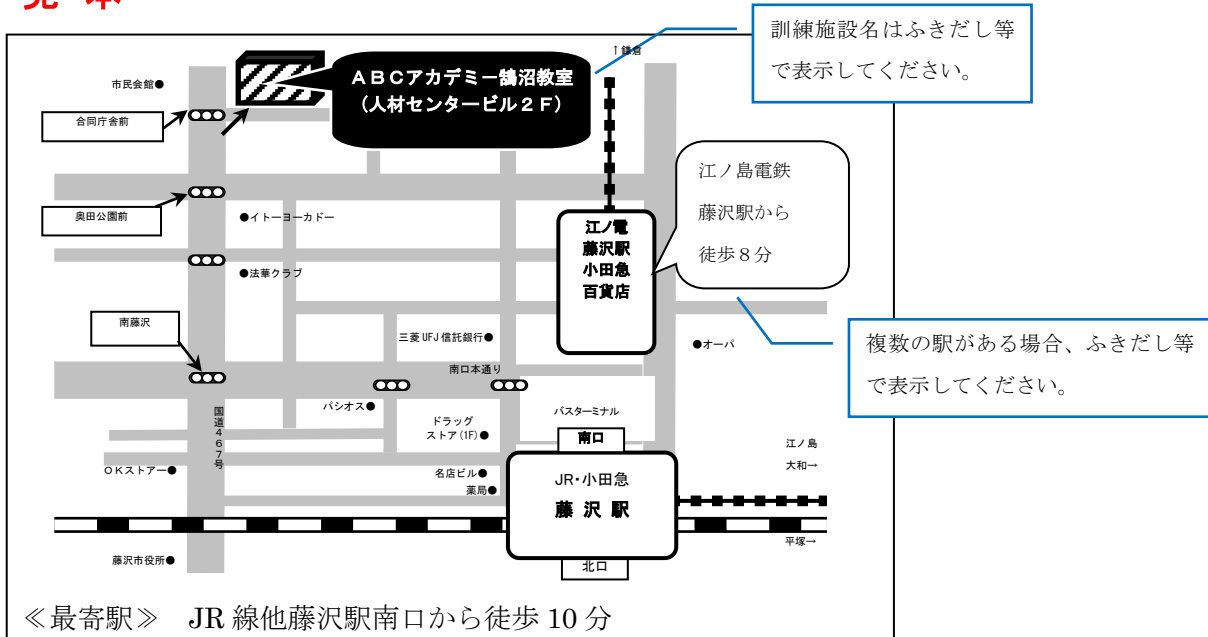 見 本
訓練施設名はふきだし等
で表示してください。
↑鎌倉
ABCアカデミー鵠沼教室
(人材センタービル2F)
市民会館●
合同庁舎前
江ノ島電鉄
藤沢駅から
徒歩8分
奥田公園前
●イトーヨーカドー
江ノ電
藤沢駅
小田急
百貨店
●法華クラブ
南藤沢
三菱UFJ信託銀行●
●オーパ
複数の駅がある場合、ふきだし等
で表示してください。
南口本通り
パシオス●
国道467号
ドラッグ
ストア(1F)●
バスターミナル
南口
江ノ島
大和→
OKストアー●
名店ビル●
薬局●
JR・小田急
藤沢駅
平塚→
藤沢市役所●
北口
≪最寄駅≫ JR線他藤沢駅南口から徒歩10分